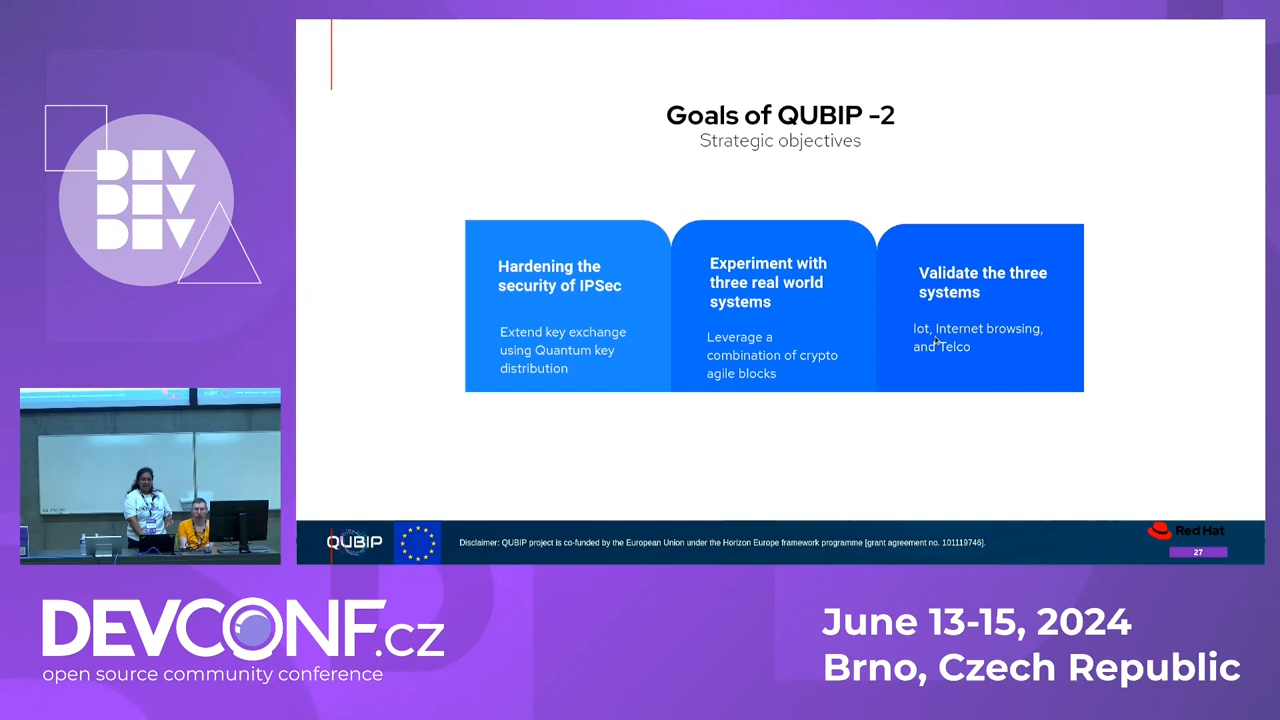 Goals of QUBIP -2
Strategic objectives
Hardening the
security of IPSec
Extend key exchange
using Quantum key
distribution
Experiment with
three real world
systems
Leverage a
combination of crypto
agile blocks
Validate the three
systems
Iot, Internet browsing,
and Telco
QUBIP
Disclaimer: QUBIP project is co-funded by the European Union under the Horizon Europe framework programme [grant agreement no. 101119746].
Red Hat
27
DEV
DEV
DEV
DEVCONF.cz
open source community conference
June 13-15, 2024
Brno, Czech Republic